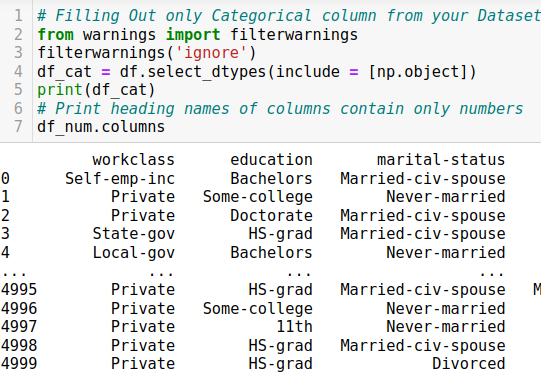 1 # Filling Out only Categorical column from your Dataset
2 from warnings import filterwarnings
3 filterwarnings('ignore')
4 df_cat = df.select_dtypes(include = [np.object])
5 print(df_cat)
6 # Print heading names of columns contain only numbers
7 df_num.columns
workclass education marital-status
0 Self-emp-inc Bachelors Married-civ-spouse
1 Private Some-college Never-married
2 Private Doctorate Married-civ-spouse
3 State-gov HS-grad Married-civ-spouse
4 Local-gov Bachelors Never-married
... ... ... ...
4995 Private HS-grad Married-civ-spouse M
4996 Private Some-college Never-married
4997 Private 11th Never-married
4998 Private HS-grad Married-civ-spouse
4999 Private HS-grad Divorced